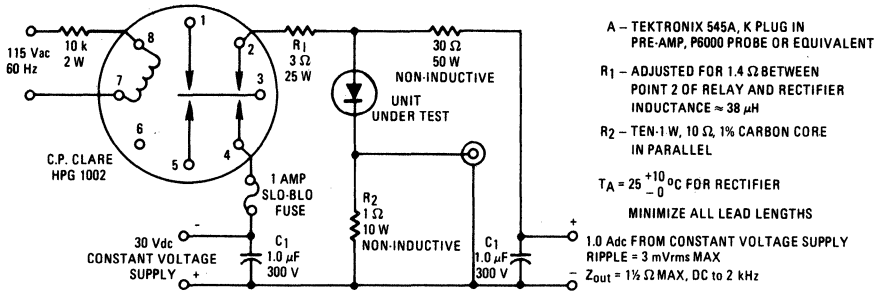 115 Vac
60 Hz
10 k
2 W
8
7
6
1
2
3
4
5
C.P. CLARE
HPG 1002
R1
3 Ω
25 W
30 Ω
50 W
NON-INDUCTIVE
UNIT
UNDER TEST
1 AMP
SLO-BLO
FUSE
R2
1 Ω
10 W
NON-INDUCTIVE
–
30 Vdc
CONSTANT VOLTAGE
SUPPLY
+
C1
1.0 μF
300 V
C1
1.0 μF
300 V
A – TEKTRONIX 545A, K PLUG IN
PRE-AMP, P6000 PROBE OR EQUIVALENT
R1 – ADJUSTED FOR 1.4 Ω BETWEEN
POINT 2 OF RELAY AND RECTIFIER
INDUCTANCE ≈ 38 μH
R2 – TEN-1 W, 10 Ω, 1% CARBON CORE
IN PARALLEL
TA = 25 +10 –0 °C FOR RECTIFIER
MINIMIZE ALL LEAD LENGTHS
+
1.0 Adc FROM CONSTANT VOLTAGE SUPPLY
RIPPLE = 3 mVrms MAX
–
Zout = 1½ Ω MAX, DC to 2 kHz